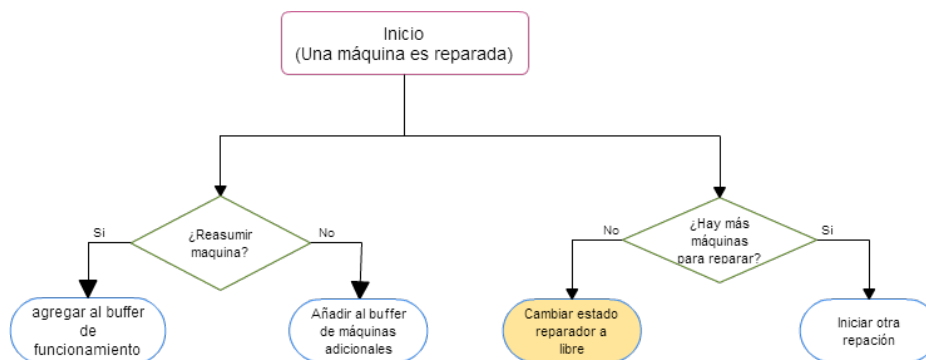 Inicio
(Una máquina es reparada)
¿Reasumir
maquina?
Si
No
¿Hay más
máquinas
para reparar?
No
Si
agregar al buffer
de
funcionamiento
Añadir al buffer
de máquinas
adicionales
Cambiar estado
reparador a
libre
Iniciar otra
repación